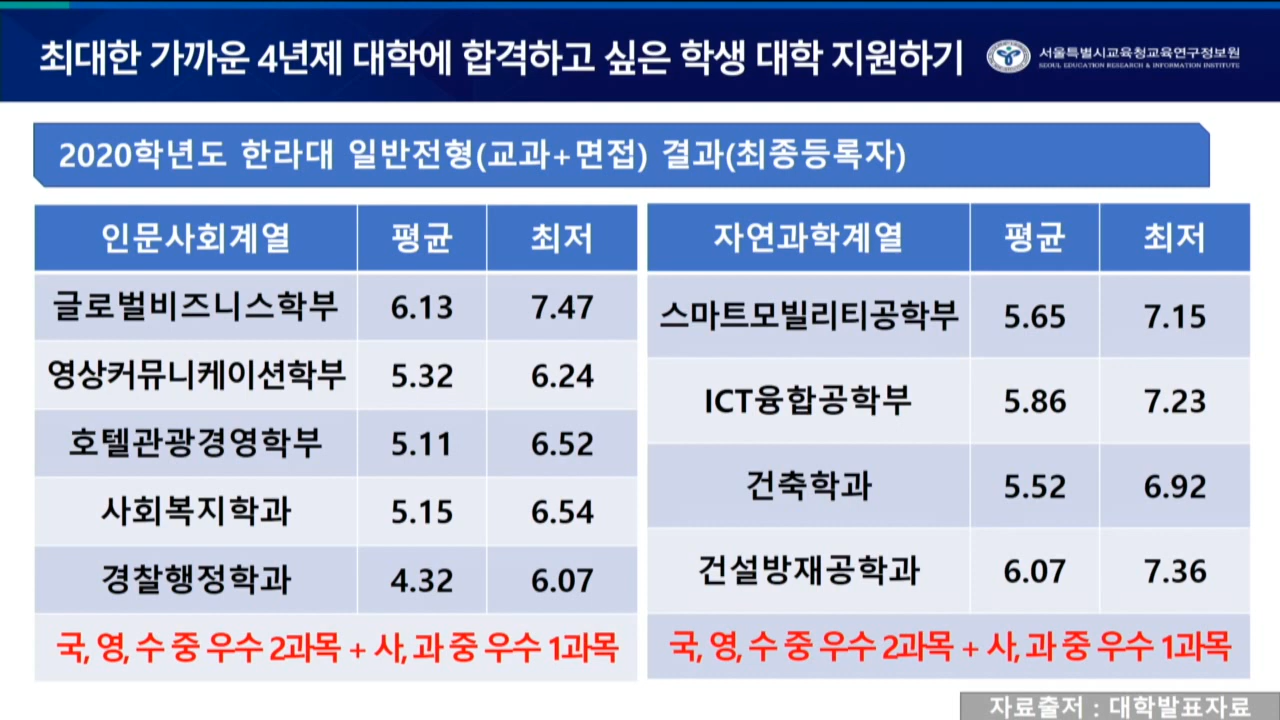 최대한 가까운 4년제 대학에 합격하고 싶은 학생 대학 지원하기
서울특별시교육청교육연구정보원
SEOUL EDUCATION RESEARCH & INFORMATION INSTITUTE
2020학년도 한라대 일반전형(교과+면접) 결과(최종등록자)
인문사회계열 평균 최저
글로벌비즈니스학부 6.13 7.47
영상커뮤니케이션학부 5.32 6.24
호텔관광경영학부 5.11 6.52
사회복지학과 5.15 6.54
경찰행정학과 4.32 6.07
국, 영, 수 중 우수 2과목 + 사, 과 중 우수 1과목
자연과학계열 평균 최저
스마트모빌리티공학부 5.65 7.15
ICT융합공학부 5.86 7.23
건축학과 5.52 6.92
건설방재공학과 6.07 7.36
국, 영, 수 중 우수 2과목 + 사, 과 중 우수 1과목
자료출저 : 대학발표자료